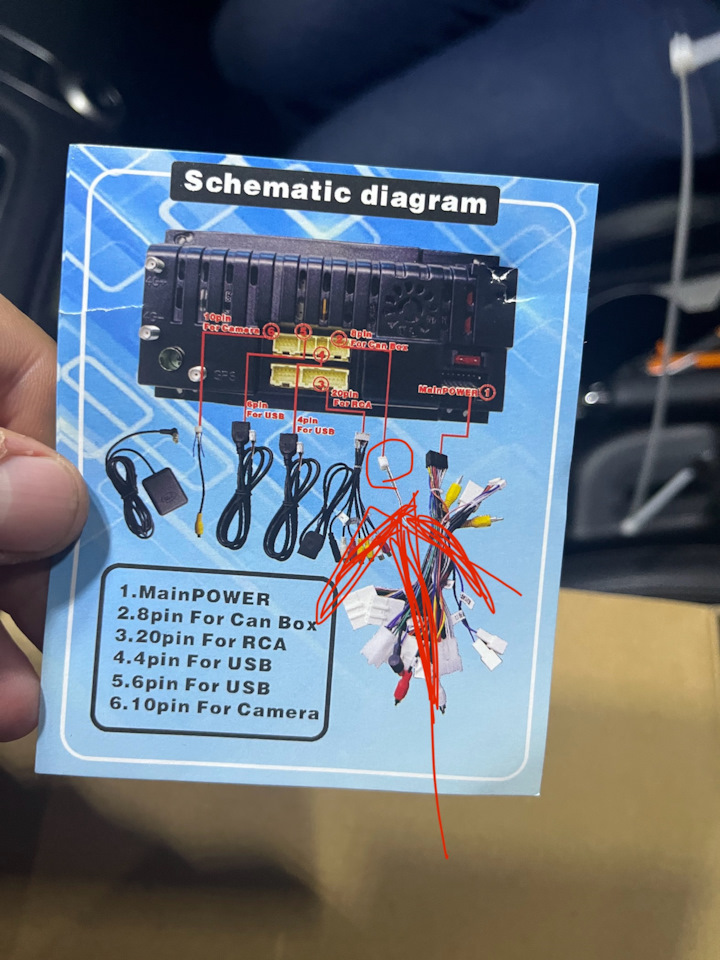 Schematic diagram
10pin
For Camera 6
4
2 8pin
For Can Box
5
3 20pin
For RCA
MainPOWER 1
GPS
6pin
For USB
4pin
For USB
1.MainPOWER
2.8pin For Can Box
3.20pin For RCA
4.4pin For USB
5.6pin For USB
6.10pin For Camera